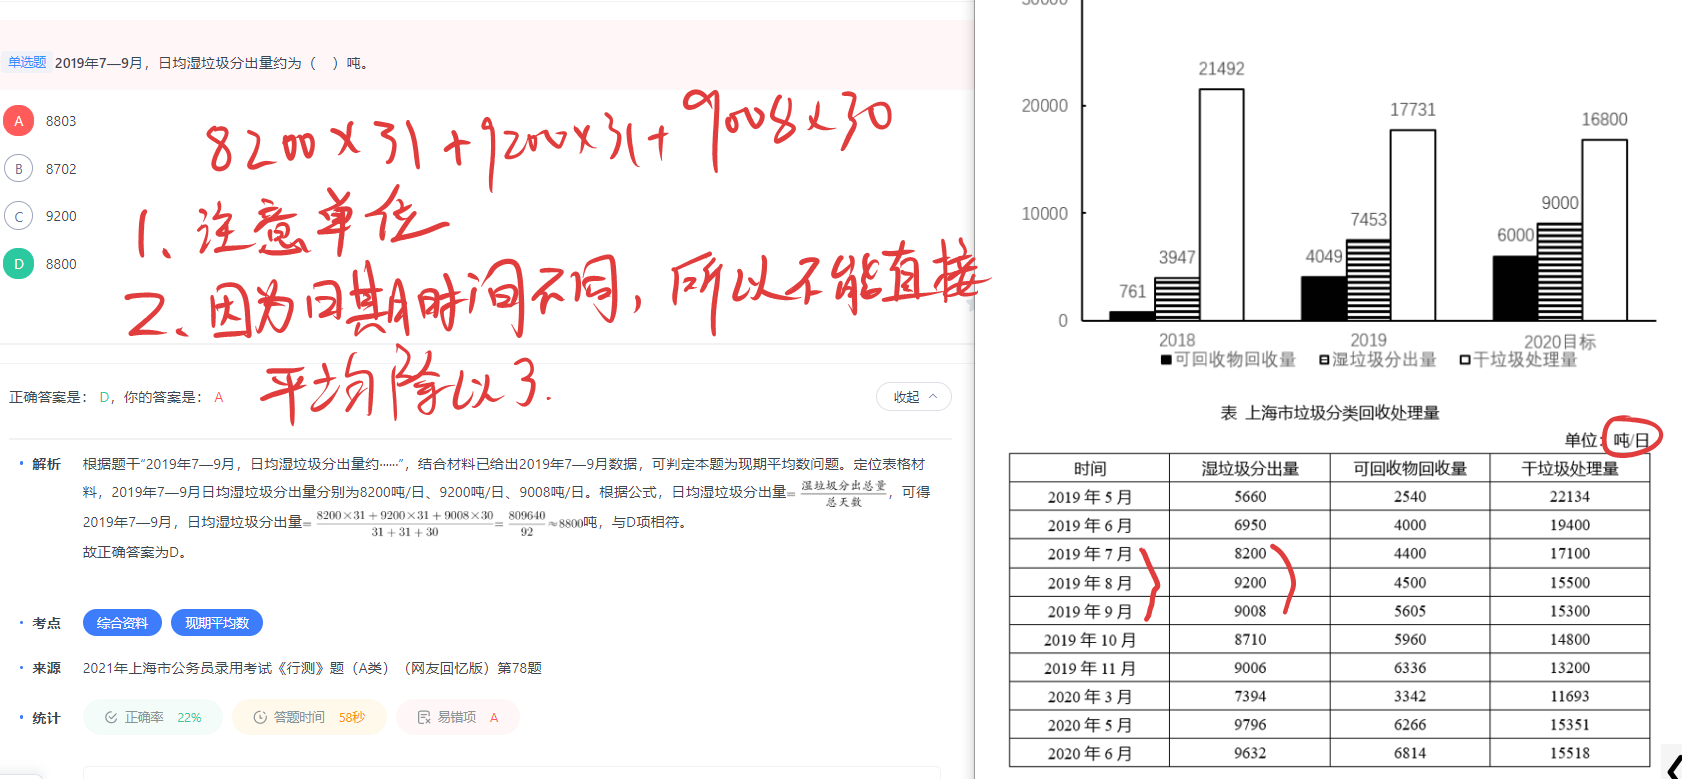 单选题 2019年7—9月，日均湿垃圾分出量约为（　）吨。
A 8803
B 8702
C 9200
D 8800
8200×31+9200×31+9008×30
1、注意单位
2、因为日期时间不同，所以不能直接
平均除以3.
正确答案是： D，你的答案是： A
收起
解析 根据题干“2019年7—9月，日均湿垃圾分出量约······”，结合材料已给出2019年7—9月数据，可判定本题为现期平均数问题。定位表格材
料，2019年7—9月日均湿垃圾分出量分别为8200吨/日、9200吨/日、9008吨/日。根据公式，日均湿垃圾分出量=湿垃圾分出总量/总天数，可得
2019年7—9月，日均湿垃圾分出量=(8200×31+9200×31+9008×30)/(31+31+30)=809640/92≈8800吨，与D项相符。
故正确答案为D。
考点 综合资料 现期平均数
来源 2021年上海市公务员录用考试《行测》题（A类）（网友回忆版）第78题
统计 正确率 22% 答题时间 58秒 易错项 A
30000
20000
10000
0
761 3947 21492
4049 7453 17731
6000 9000 16800
2018 2019 2020目标
可回收物回收量 湿垃圾分出量 干垃圾处理量
表 上海市垃圾分类回收处理量
单位：吨/日
时间 湿垃圾分出量 可回收物回收量 干垃圾处理量
2019 年 5 月 5660 2540 22134
2019 年 6 月 6950 4000 19400
2019 年 7 月 8200 4400 17100
2019 年 8 月 9200 4500 15500
2019 年 9 月 9008 5605 15300
2019 年 10 月 8710 5960 14800
2019 年 11 月 9006 6336 13200
2020 年 3 月 7394 3342 11693
2020 年 5 月 9796 6266 15351
2020 年 6 月 9632 6814 15518